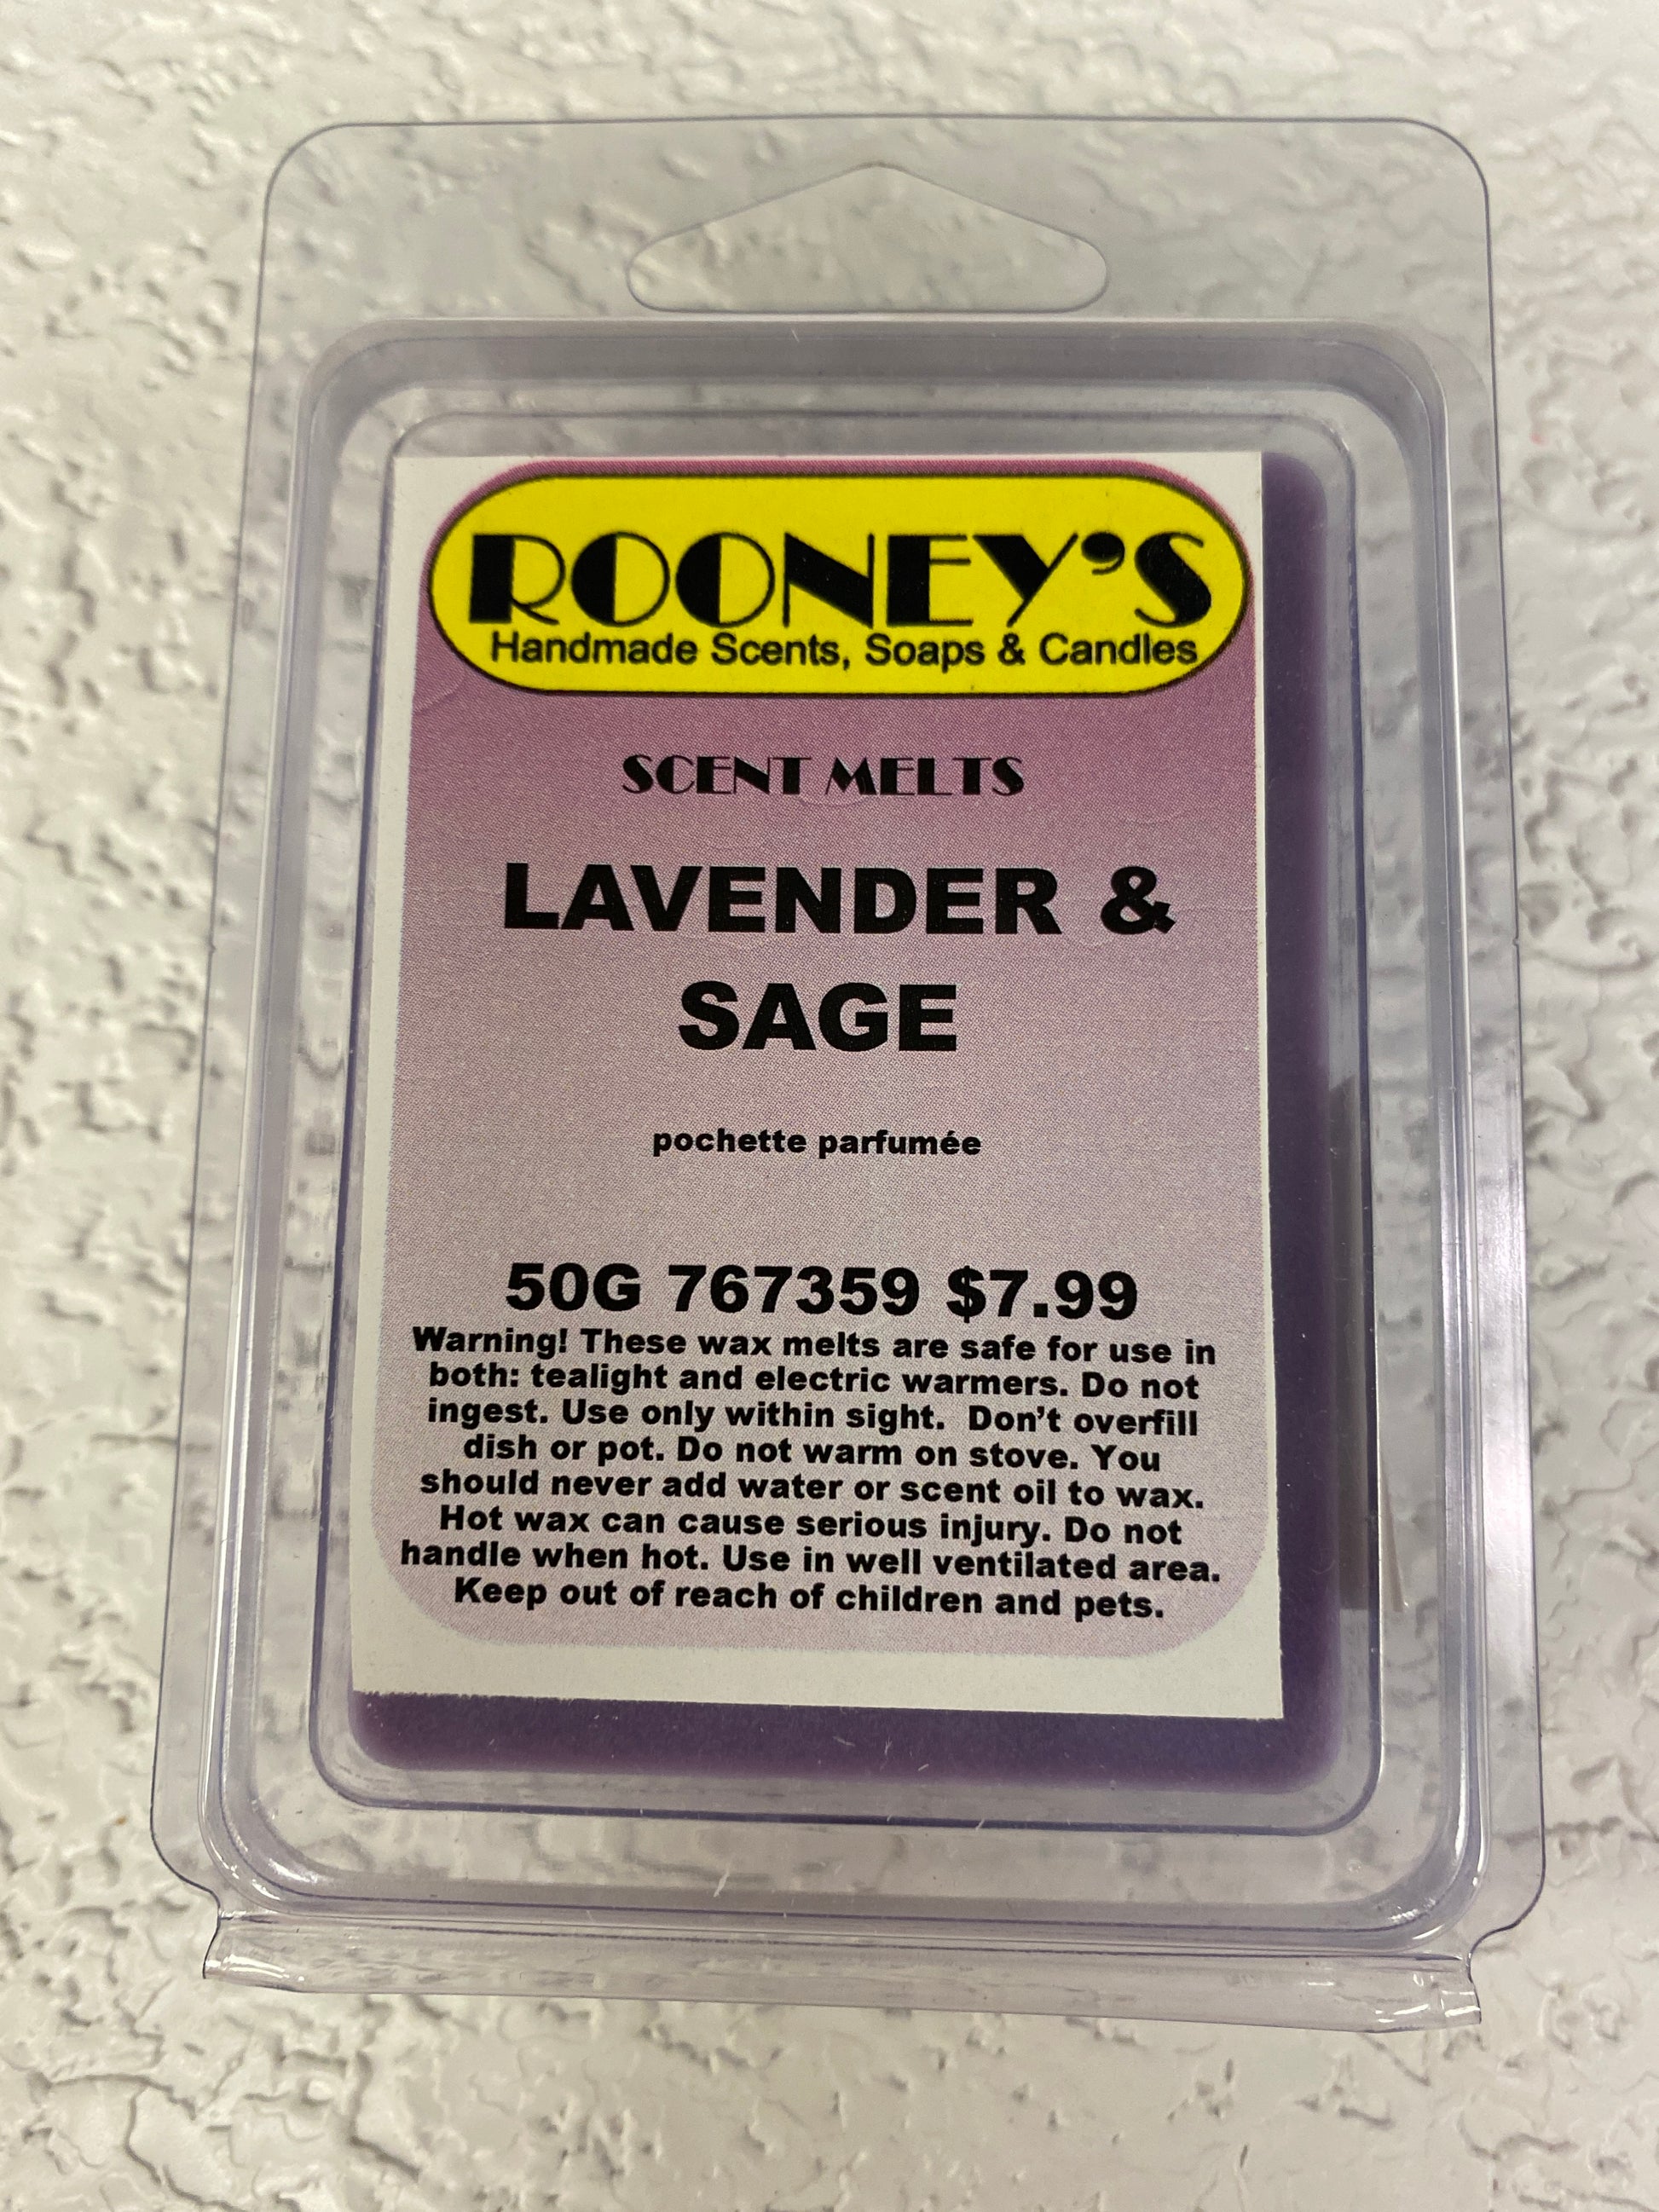 ROONEY'S
Handmade Scents, Soaps & Candles
SCENT MELTS
LAVENDER &
SAGE
pochette parfumée
50G 767359 $7.99
Warning! These wax melts are safe for use in
both: tealight and electric warmers. Do not
ingest. Use only within sight.  Don't overfill
dish or pot. Do not warm on stove. You
should never add water or scent oil to wax.
Hot wax can cause serious injury. Do not
handle when hot. Use in well ventilated area.
Keep out of reach of children and pets.